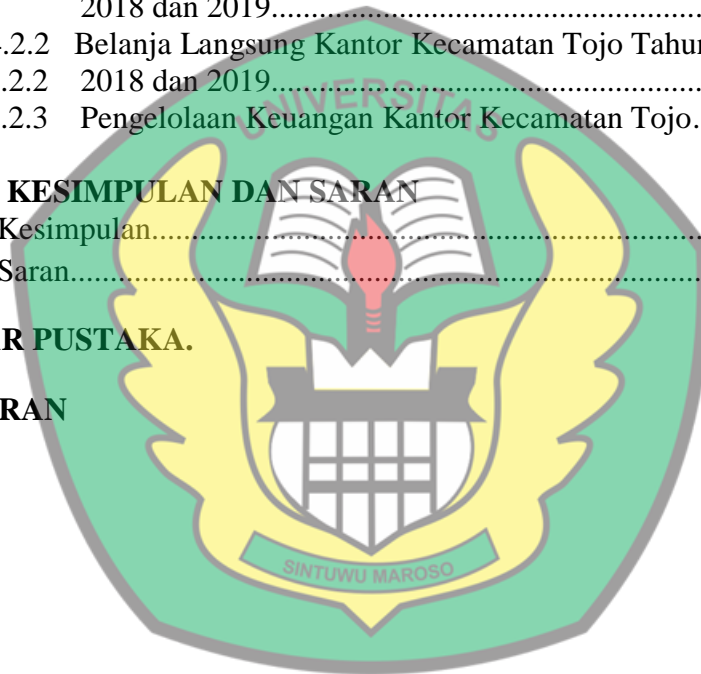 2018 dan 2019..............................................................
.2.2 Belanja Langsung Kantor Kecamatan Tojo Tahun
.2.2 2018 dan 2019..............................................................
.2.3 Pengelolaan Keuangan Kantor Kecamatan Tojo.
UNIVERSITAS
KESIMPULAN DAN SARAN
Kesimpulan..............................................................................
Saran.......................................................................................
R PUSTAKA.
RAN
SINTUWU MAROSO